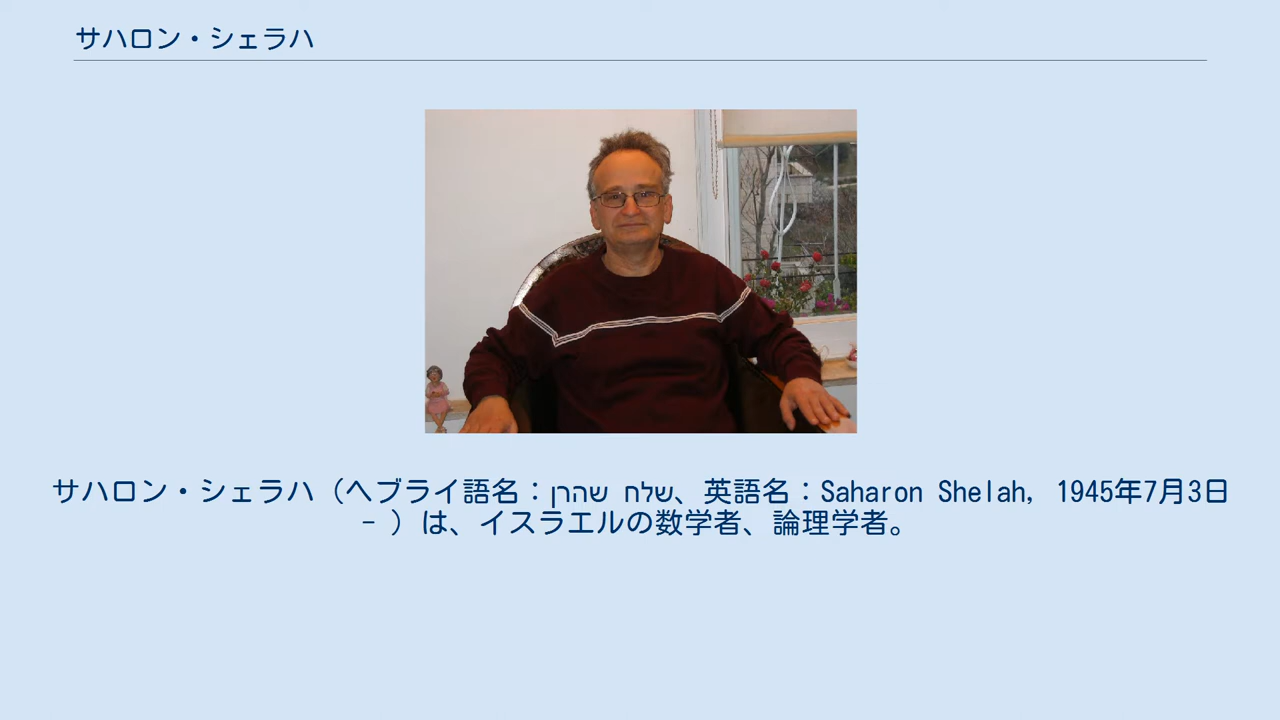 サハロン・シェラハ
サハロン・シェラハ（ヘブライ語名：שהרן שלח、英語名：Saharon Shelah, 1945年7月3日
- ）は、イスラエルの数学者、論理学者。